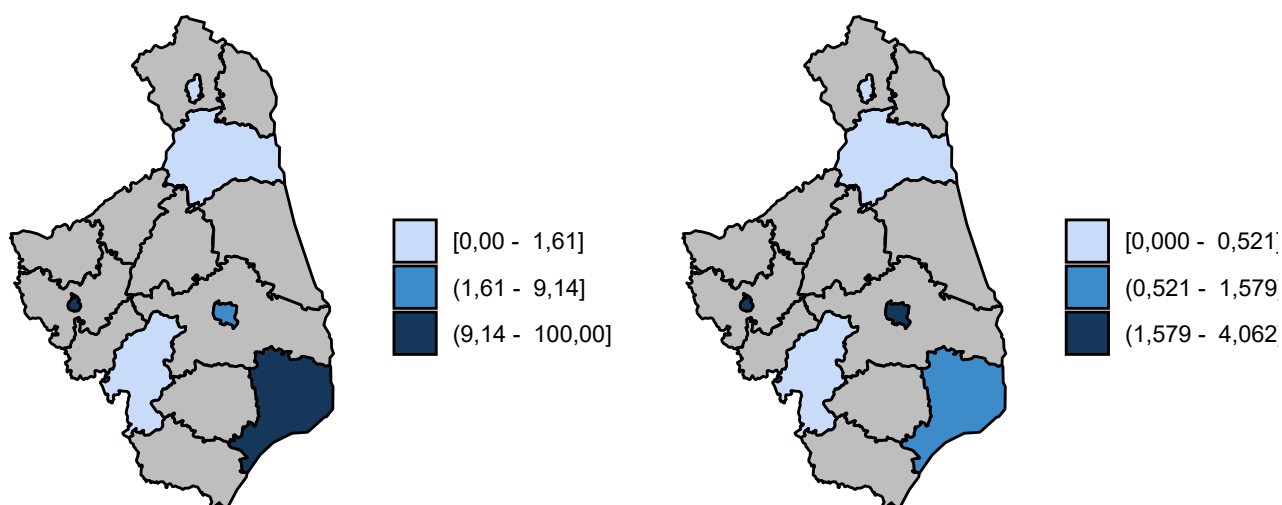 [0,00 - 1,61]
(1,61 - 9,14]
(9,14 - 100,00]
[0,000 - 0,521]
(0,521 - 1,579]
(1,579 - 4,062]